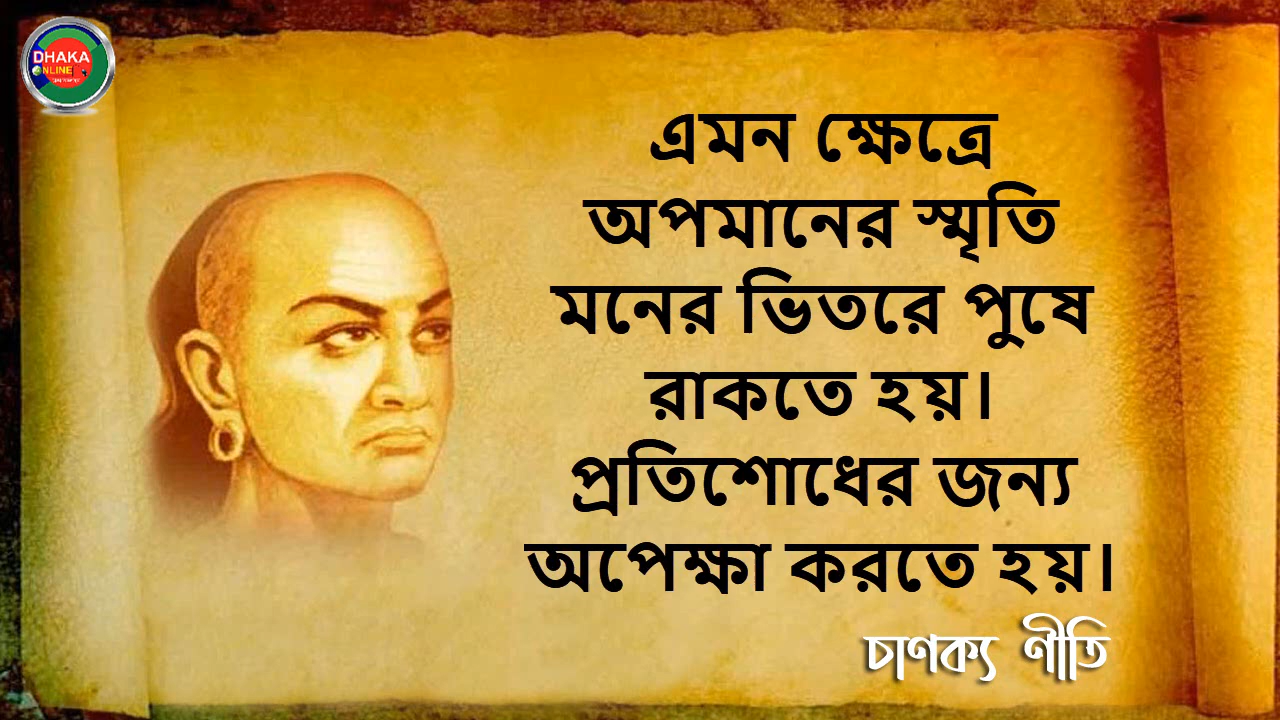 DHAKA
ONLINE
এমন ক্ষেত্রে
অপমানের স্মৃতি
মনের ভিতরে পুষে
রাকতে হয়।
প্রতিশোধের জন্য
অপেক্ষা করতে হয়।
চাণক্য ণীতি